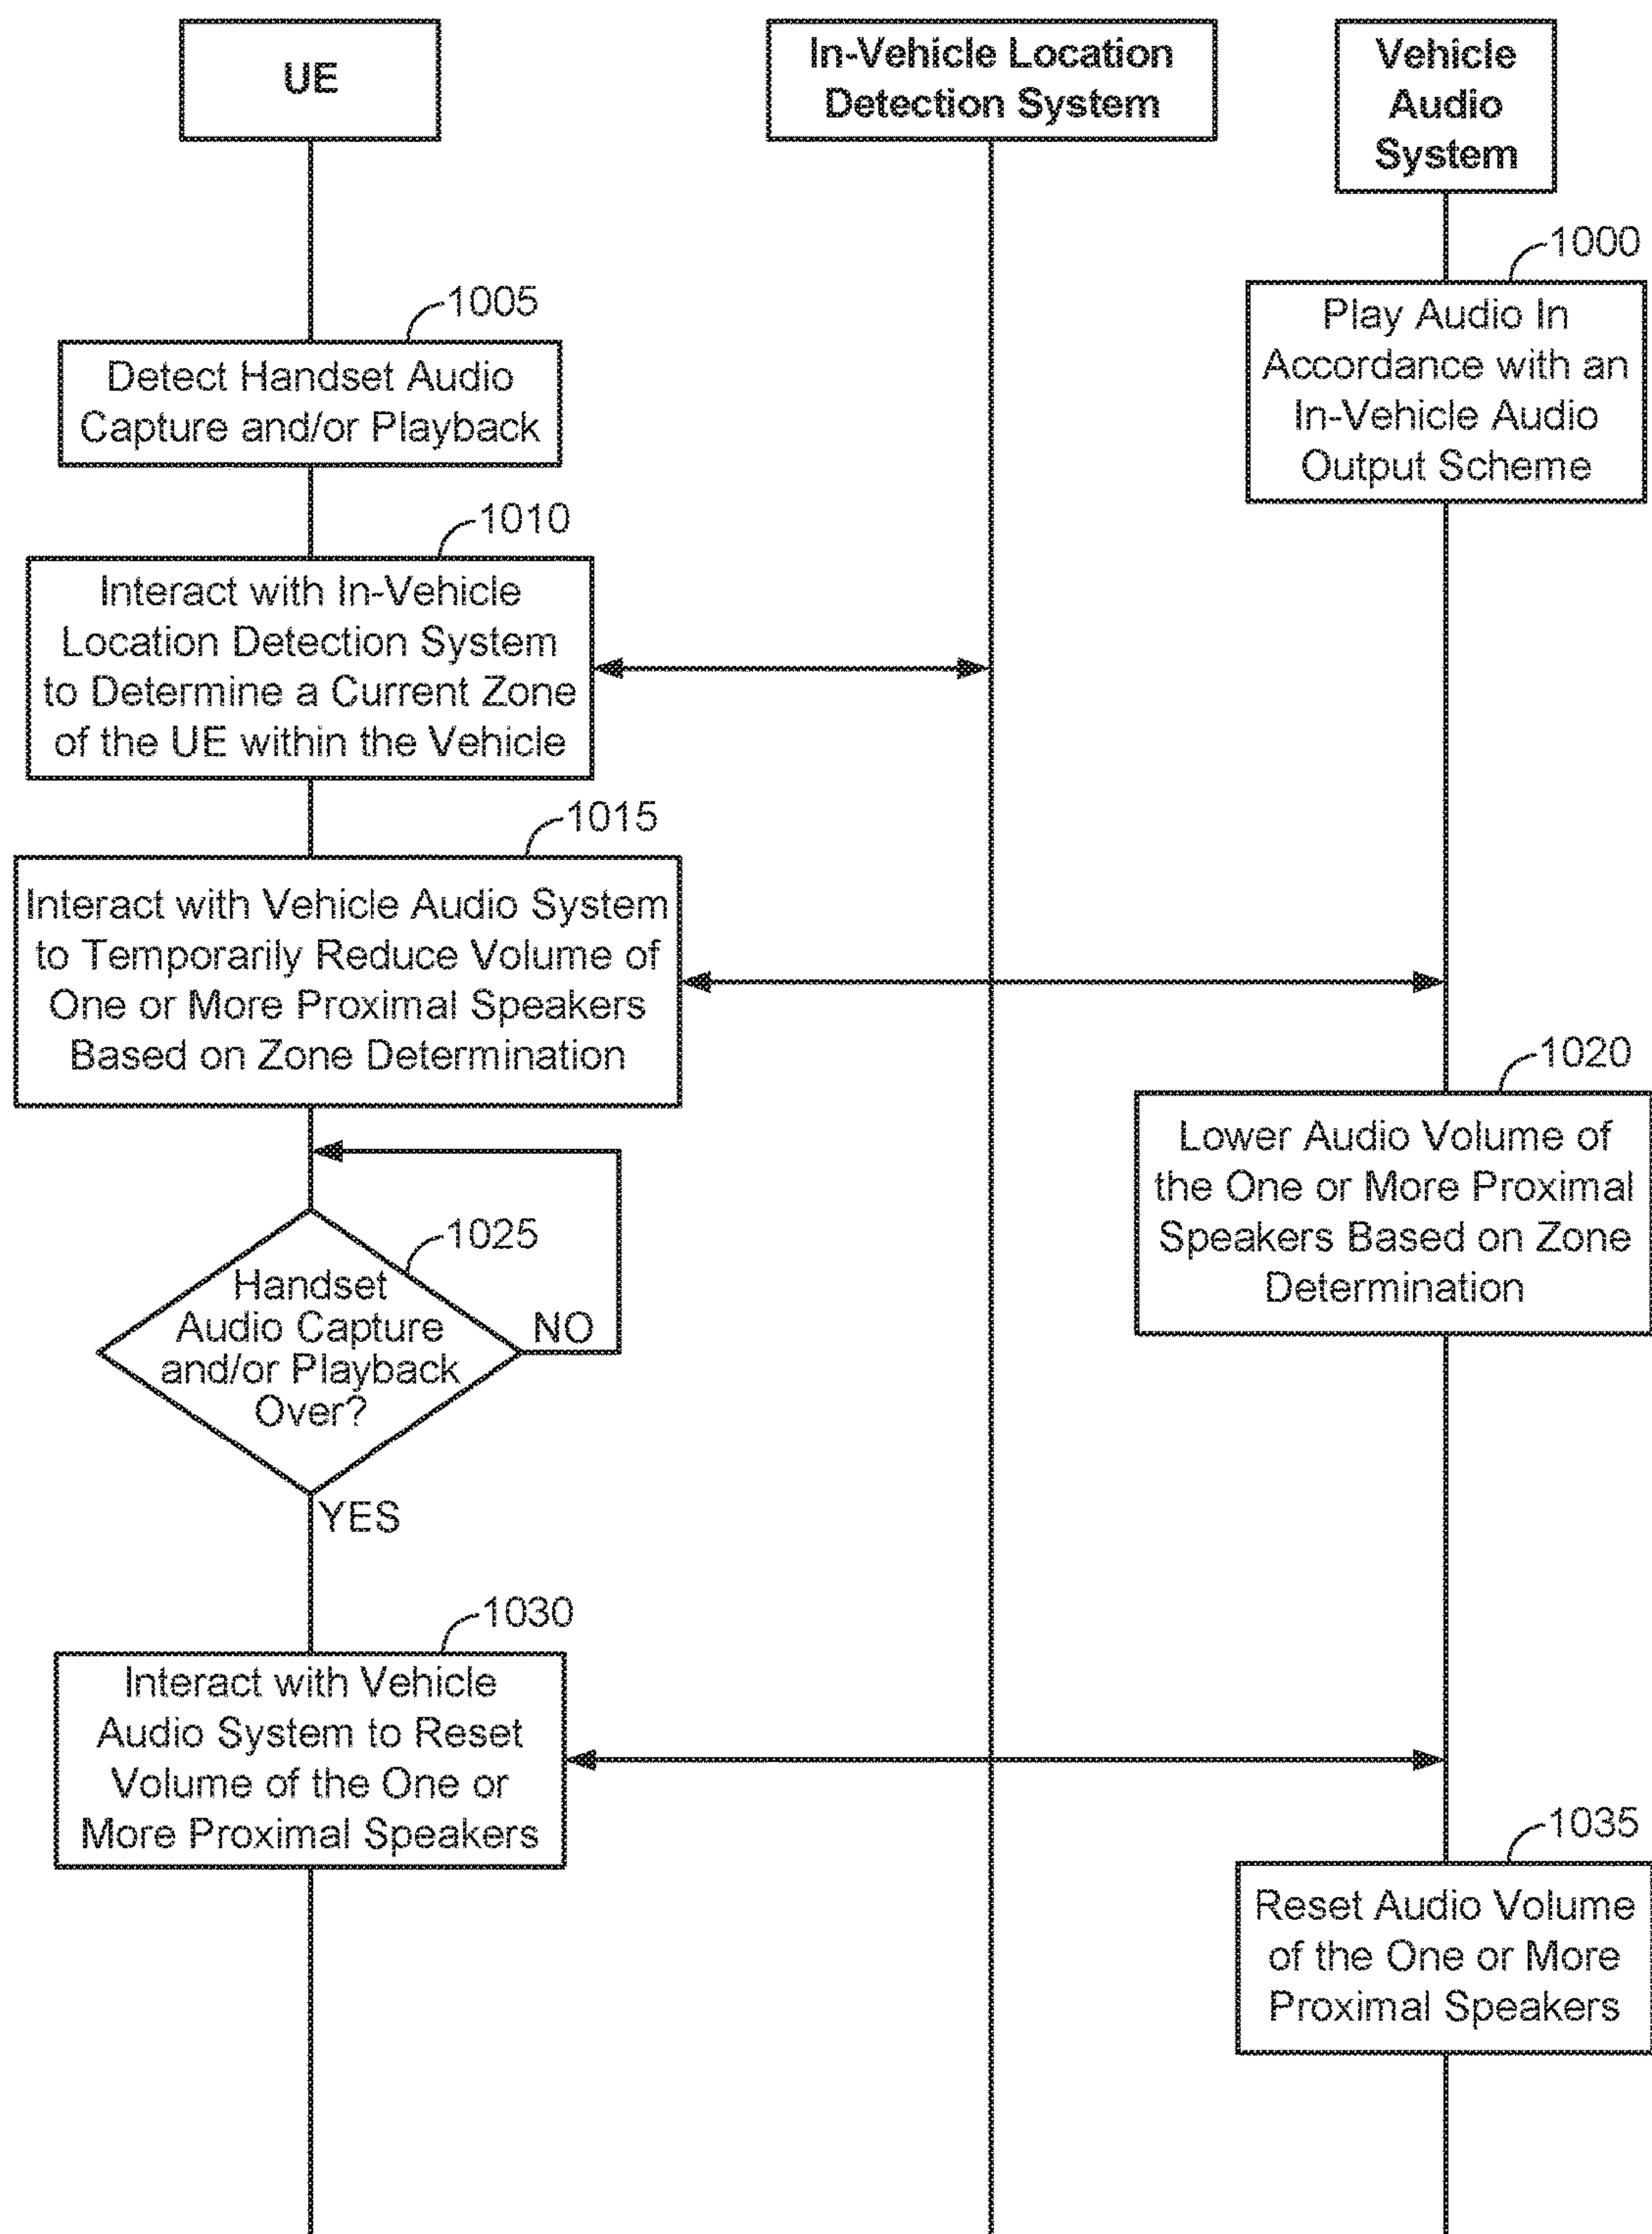 UE
In-Vehicle Location
Detection System
Vehicle
Audio
System
1000
Play Audio In
Accordance with an
In-Vehicle Audio
Output Scheme
1005
Detect Handset Audio
Capture and/or Playback
1010
Interact with In-Vehicle
Location Detection System
to Determine a Current Zone
of the UE within the Vehicle
1015
Interact with Vehicle Audio System
to Temporarily Reduce Volume of
One or More Proximal Speakers
Based on Zone Determination
1020
Lower Audio Volume of
the One or More Proximal
Speakers Based on Zone
Determination
1025
Handset
Audio Capture
and/or Playback
Over?
NO
YES
1030
Interact with Vehicle
Audio System to Reset
Volume of the One or
More Proximal Speakers
1035
Reset Audio Volume
of the One or More
Proximal Speakers